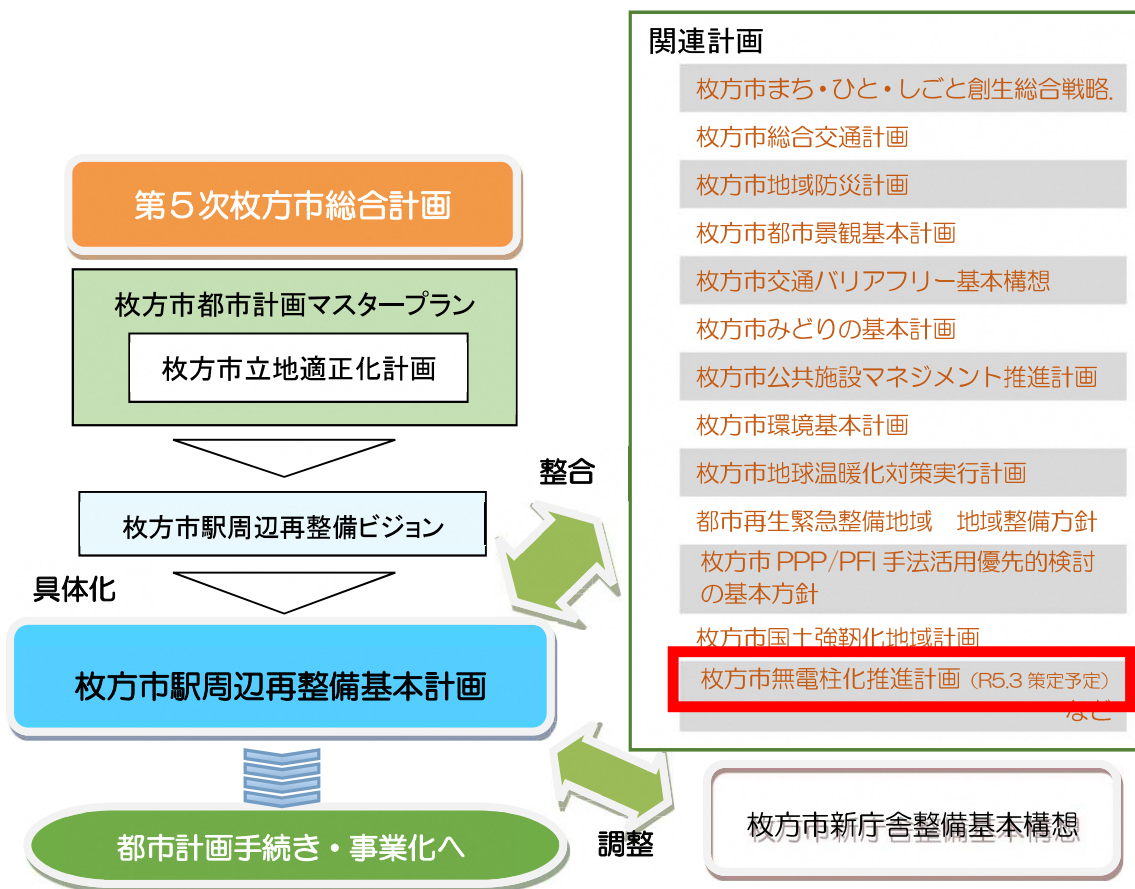 第５次枚方市総合計画
枚方市都市計画マスタープラン
枚方市立地適正化計画
枚方市駅周辺再整備ビジョン
具体化
枚方市駅周辺再整備基本計画
都市計画手続き・事業化へ
整合
調整
関連計画
枚方市まち・ひと・しごと創生総合戦略.
枚方市総合交通計画
枚方市地域防災計画
枚方市都市景観基本計画
枚方市交通バリアフリー基本構想
枚方市みどりの基本計画
枚方市公共施設マネジメント推進計画
枚方市環境基本計画
枚方市地球温暖化対策実行計画
都市再生緊急整備地域　地域整備方針
枚方市 PPP/PFI 手法活用優先的検討
の基本方針
枚方市国土強靭化地域計画
枚方市無電柱化推進計画（R5.3 策定予定）
など
枚方市新庁舎整備基本構想